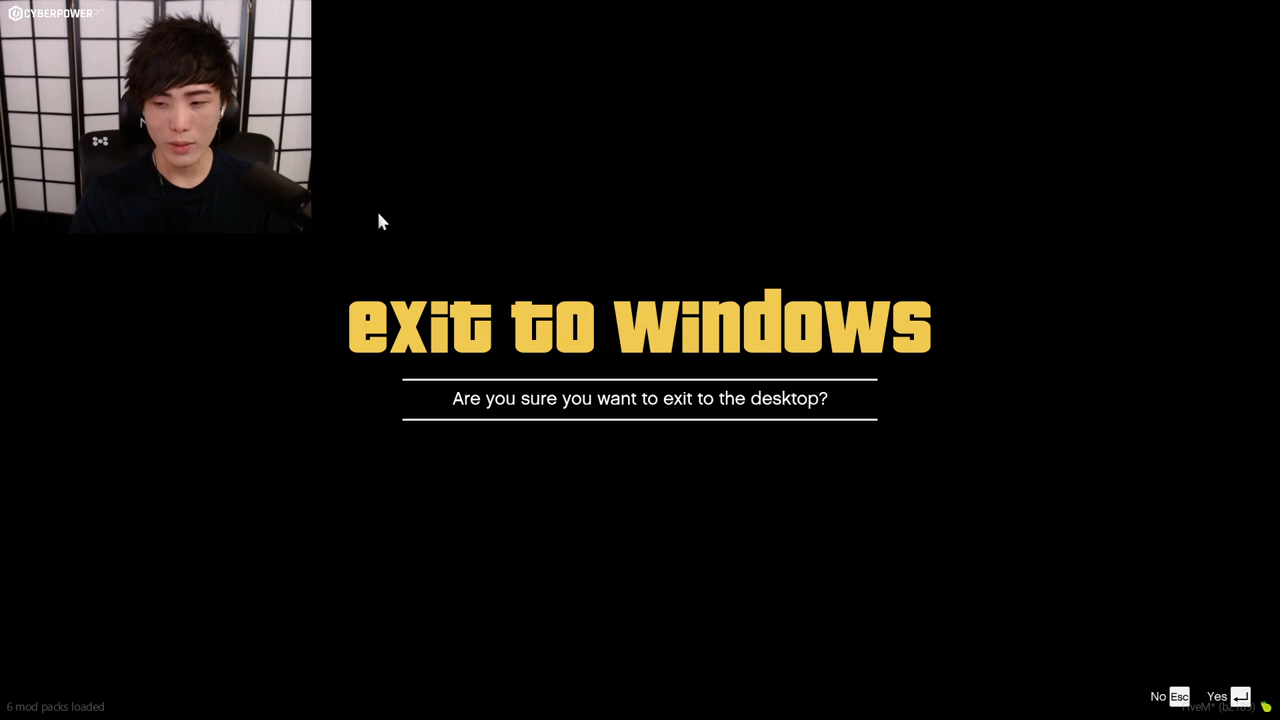 CYBERPOWERPC
exit to windows
Are you sure you want to exit to the desktop?
No Esc Yes
6 mod packs loaded